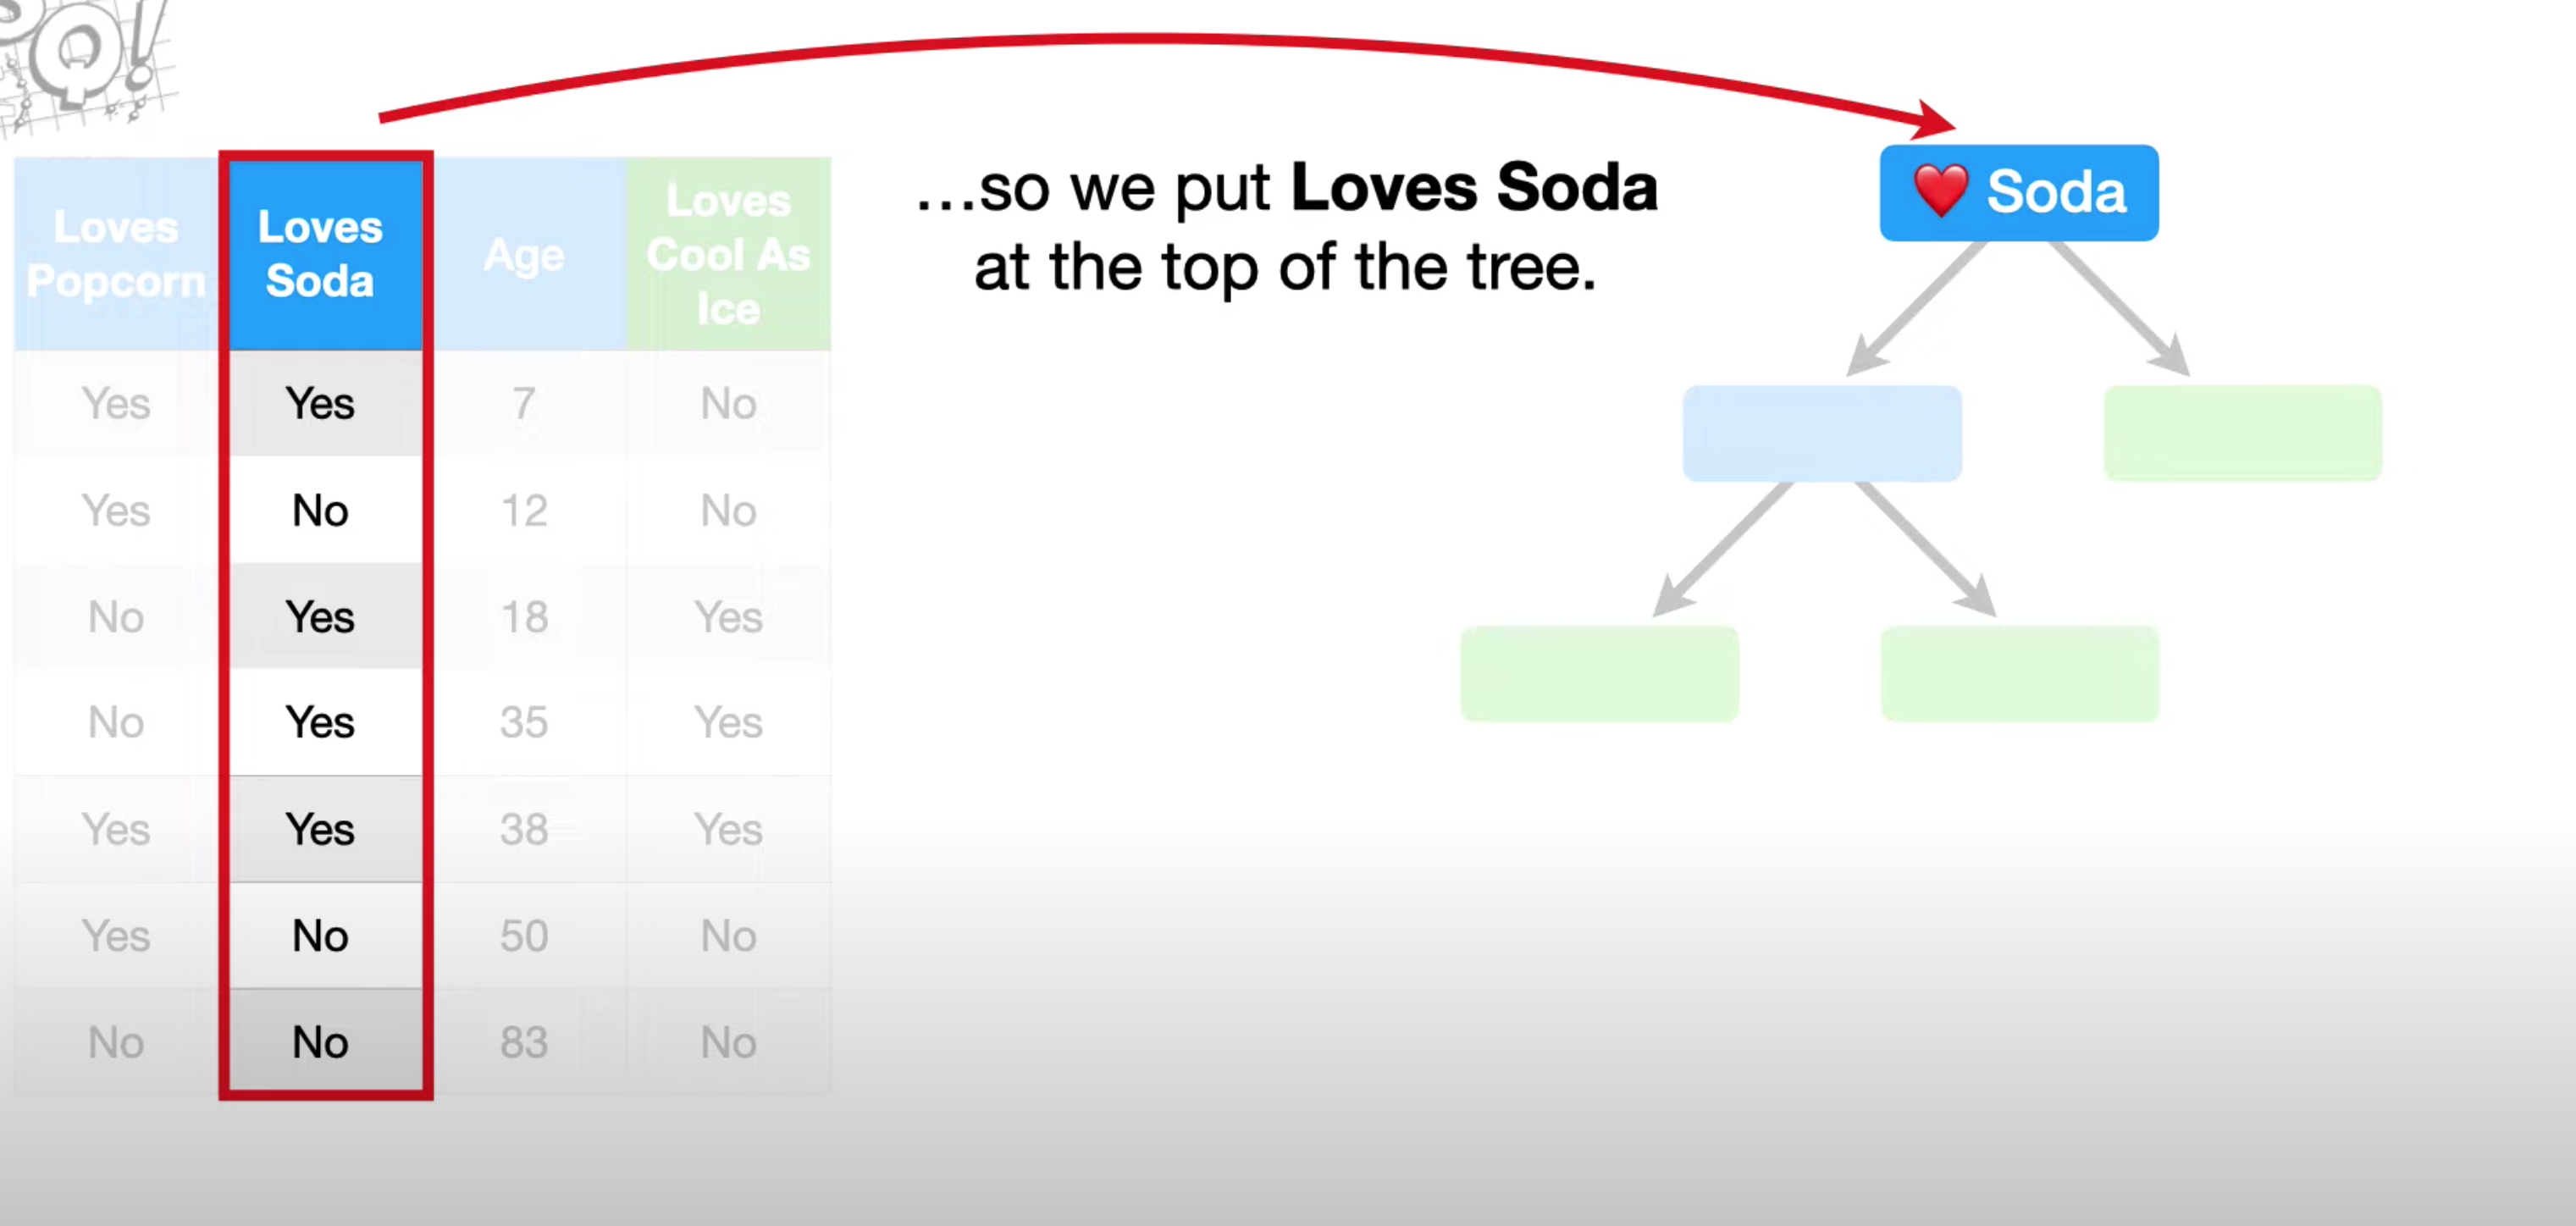 Q!
…so we put Loves Soda
at the top of the tree.
❤️ Soda
Loves Popcorn | Loves Soda | Age | Loves Cool As Ice
Yes | Yes | 7 | No
Yes | No | 12 | No
No | Yes | 18 | Yes
No | Yes | 35 | Yes
Yes | Yes | 38 | Yes
Yes | No | 50 | No
No | No | 83 | No